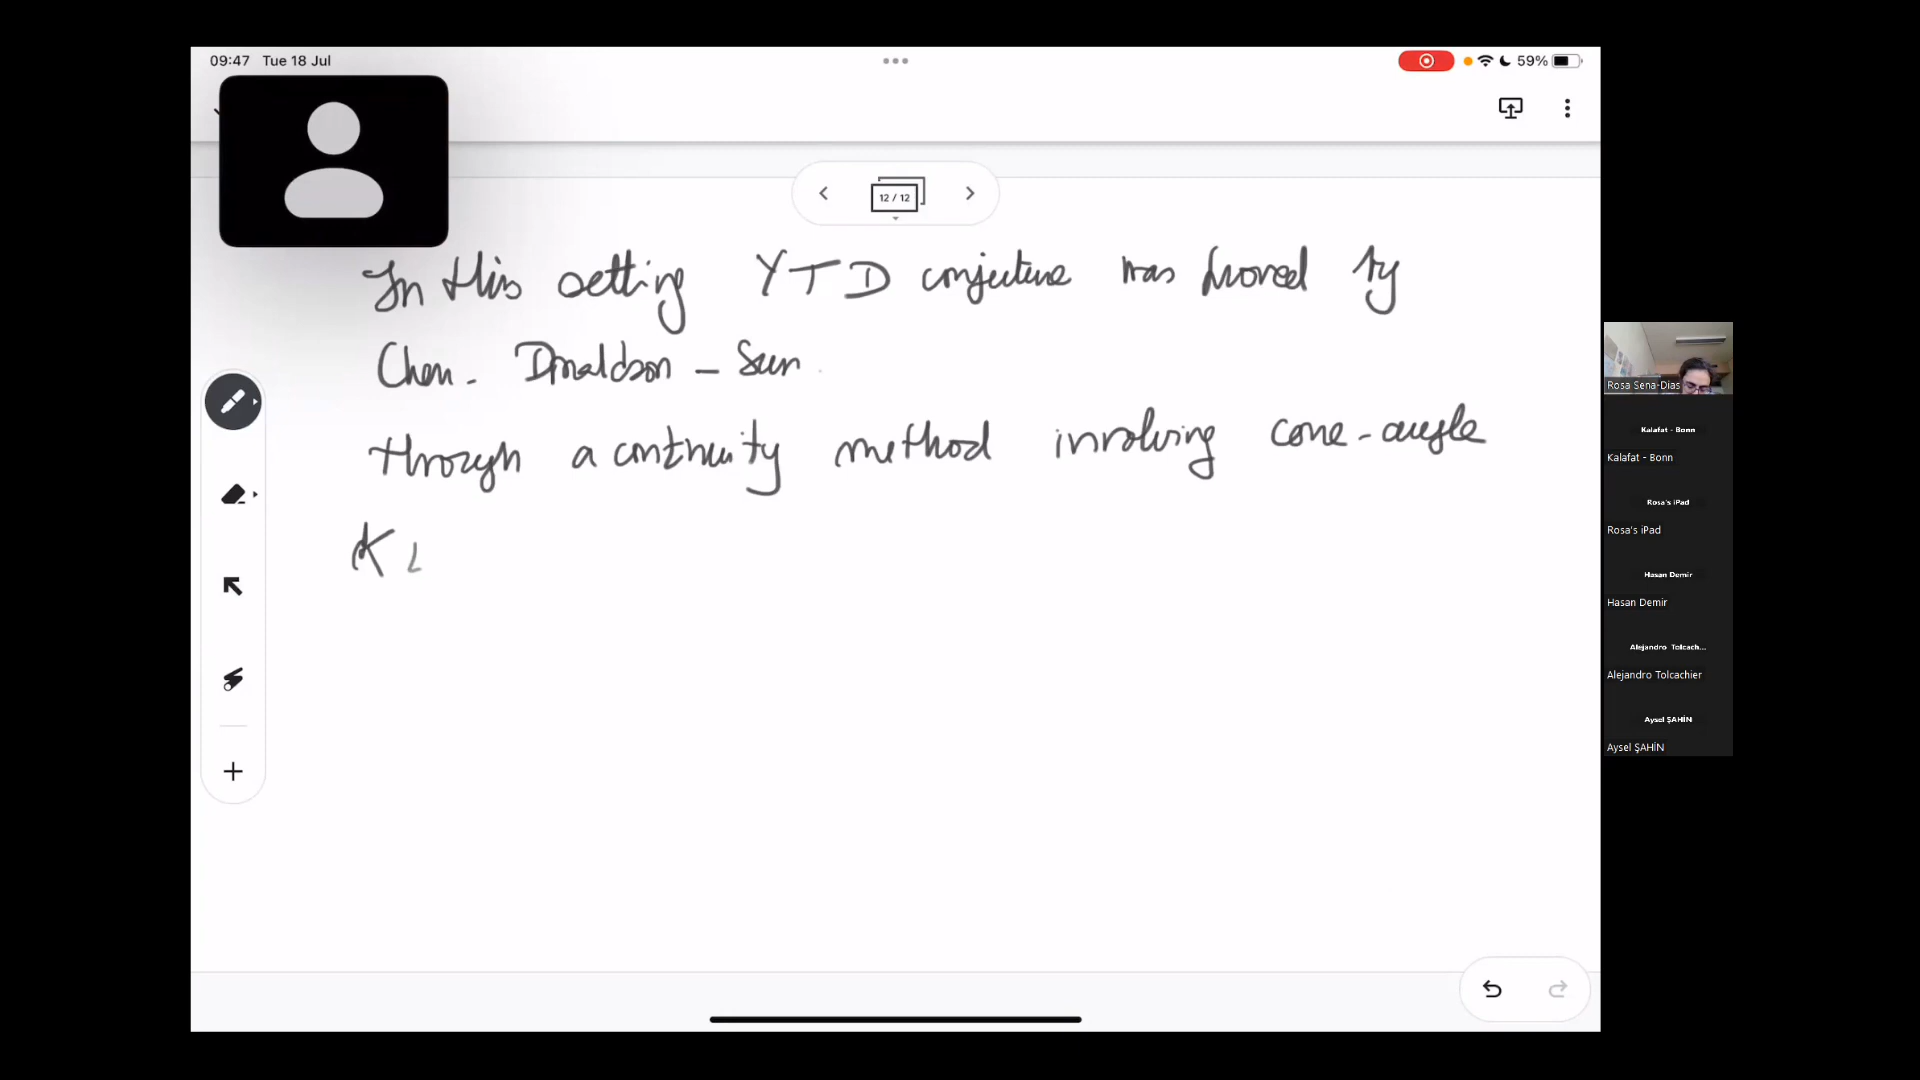 09:47 Tue 18 Jul
59%
12 / 12
In this setting YTD conjecture was proved by
Chen - Donaldson - Sun
through a continuity method involving cone-angle
K
Rosa Sena-Dias
Kalafat - Bonn
Kalafat - Bonn
Rosa's iPad
Rosa's iPad
Hasan Demir
Hasan Demir
Alejandro Tolcach...
Alejandro Tolcachier
Aysel ŞAHİN
Aysel ŞAHİN